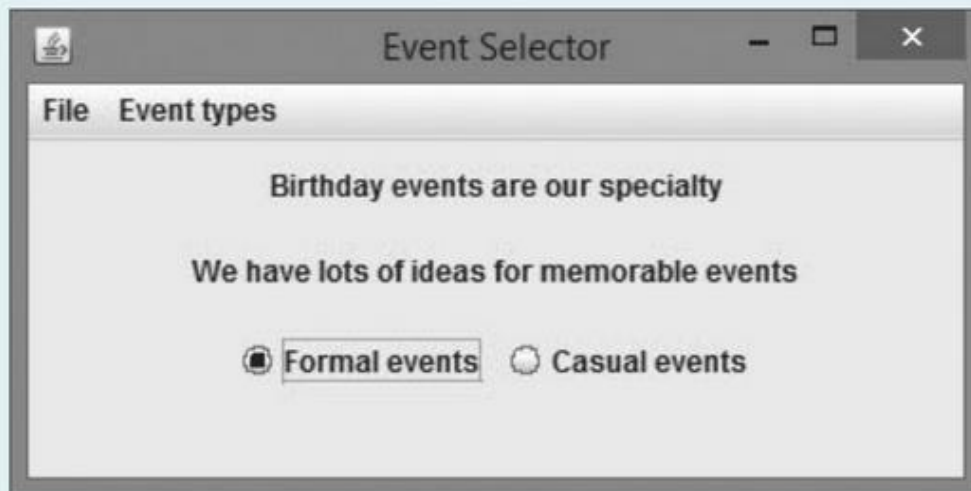 Event Selector
File Event types
Birthday events are our specialty
We have lots of ideas for memorable events
Formal events Casual events